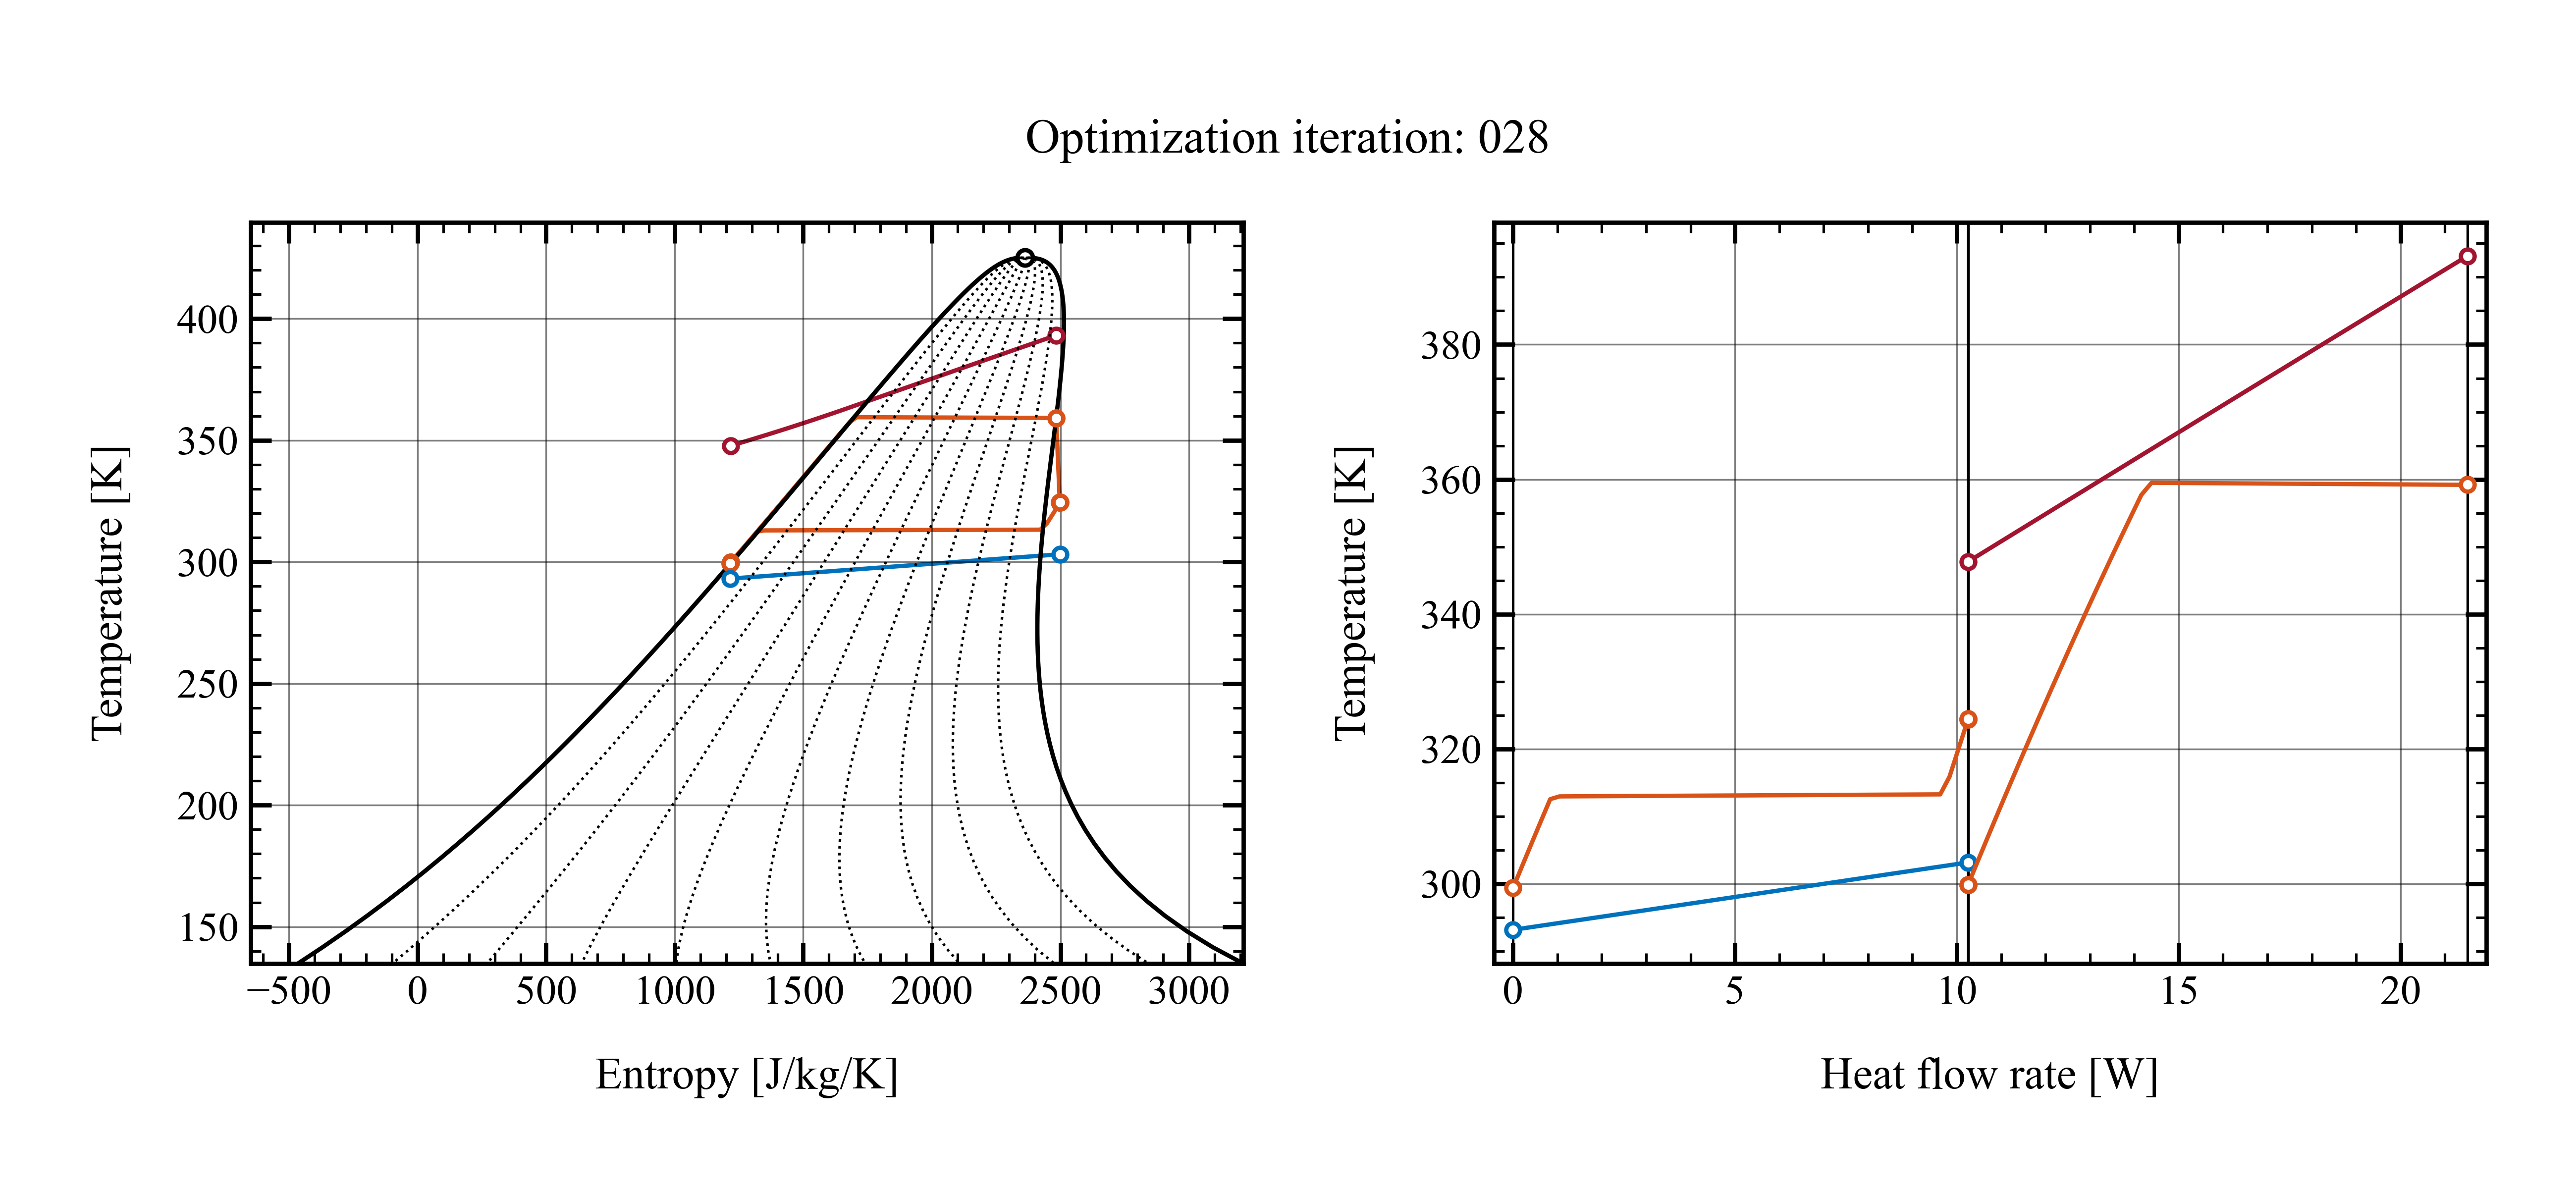 Optimization iteration: 028
Temperature [K]
400
350
300
250
200
150
−500 0 500 1000 1500 2000 2500 3000
Entropy [J/kg/K]
Temperature [K]
380
360
340
320
300
0 5 10 15 20
Heat flow rate [W]